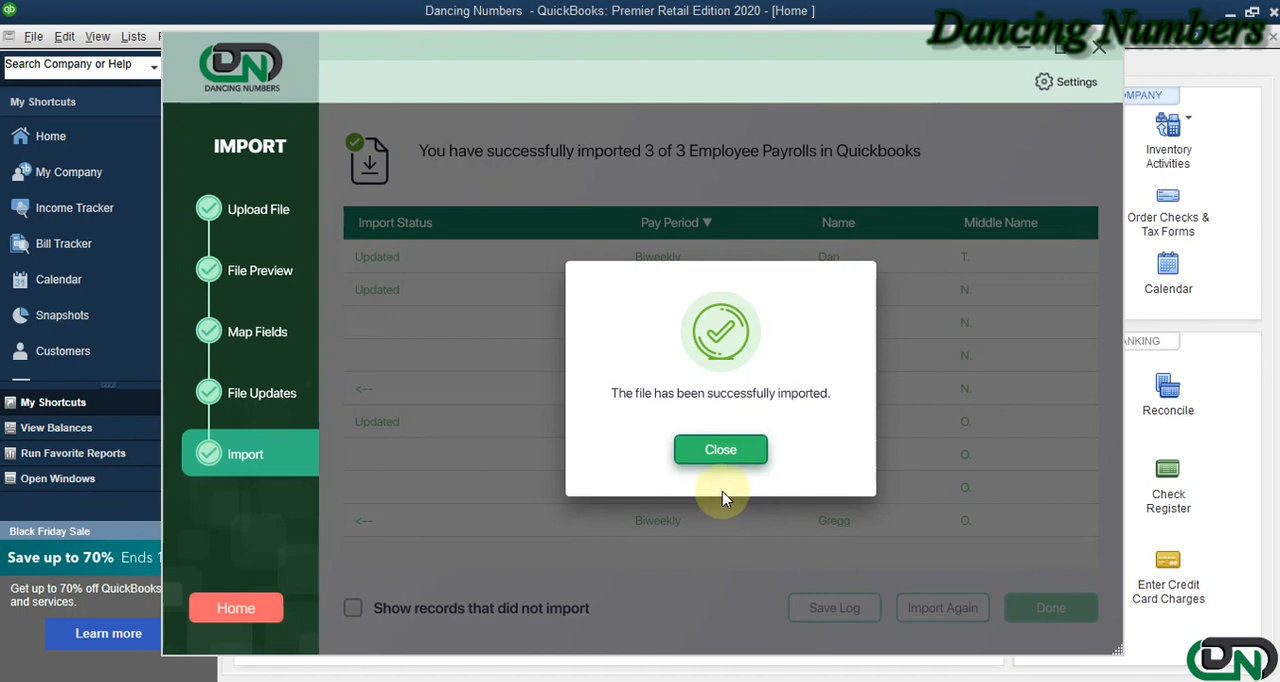 Dancing Numbers - QuickBooks: Premier Retail Edition 2020 - [Home ]
File Edit View Lists
Dancing Numbers
Search Company or Help
My Shortcuts
Home
My Company
Income Tracker
Bill Tracker
Calendar
Snapshots
Customers
My Shortcuts
View Balances
Run Favorite Reports
Open Windows
Black Friday Sale
Save up to 70% Ends 1
Get up to 70% off QuickBooks
and services.
Learn more
DN
DANCING NUMBERS
Settings
IMPORT
Upload File
File Preview
Map Fields
File Updates
Import
Home
You have successfully imported 3 of 3 Employee Payrolls in Quickbooks
Import Status Pay Period ▼ Name Middle Name
Updated Biweekly Dan T.
Updated N.
N.
N.
<-- N.
Updated O.
O.
O.
<-- Biweekly Gregg O.
The file has been successfully imported.
Close
Show records that did not import
Save Log Import Again Done
OMPANY
Inventory
Activities
Order Checks &
Tax Forms
Calendar
ANKING
Reconcile
Check
Register
Enter Credit
Card Charges
DN